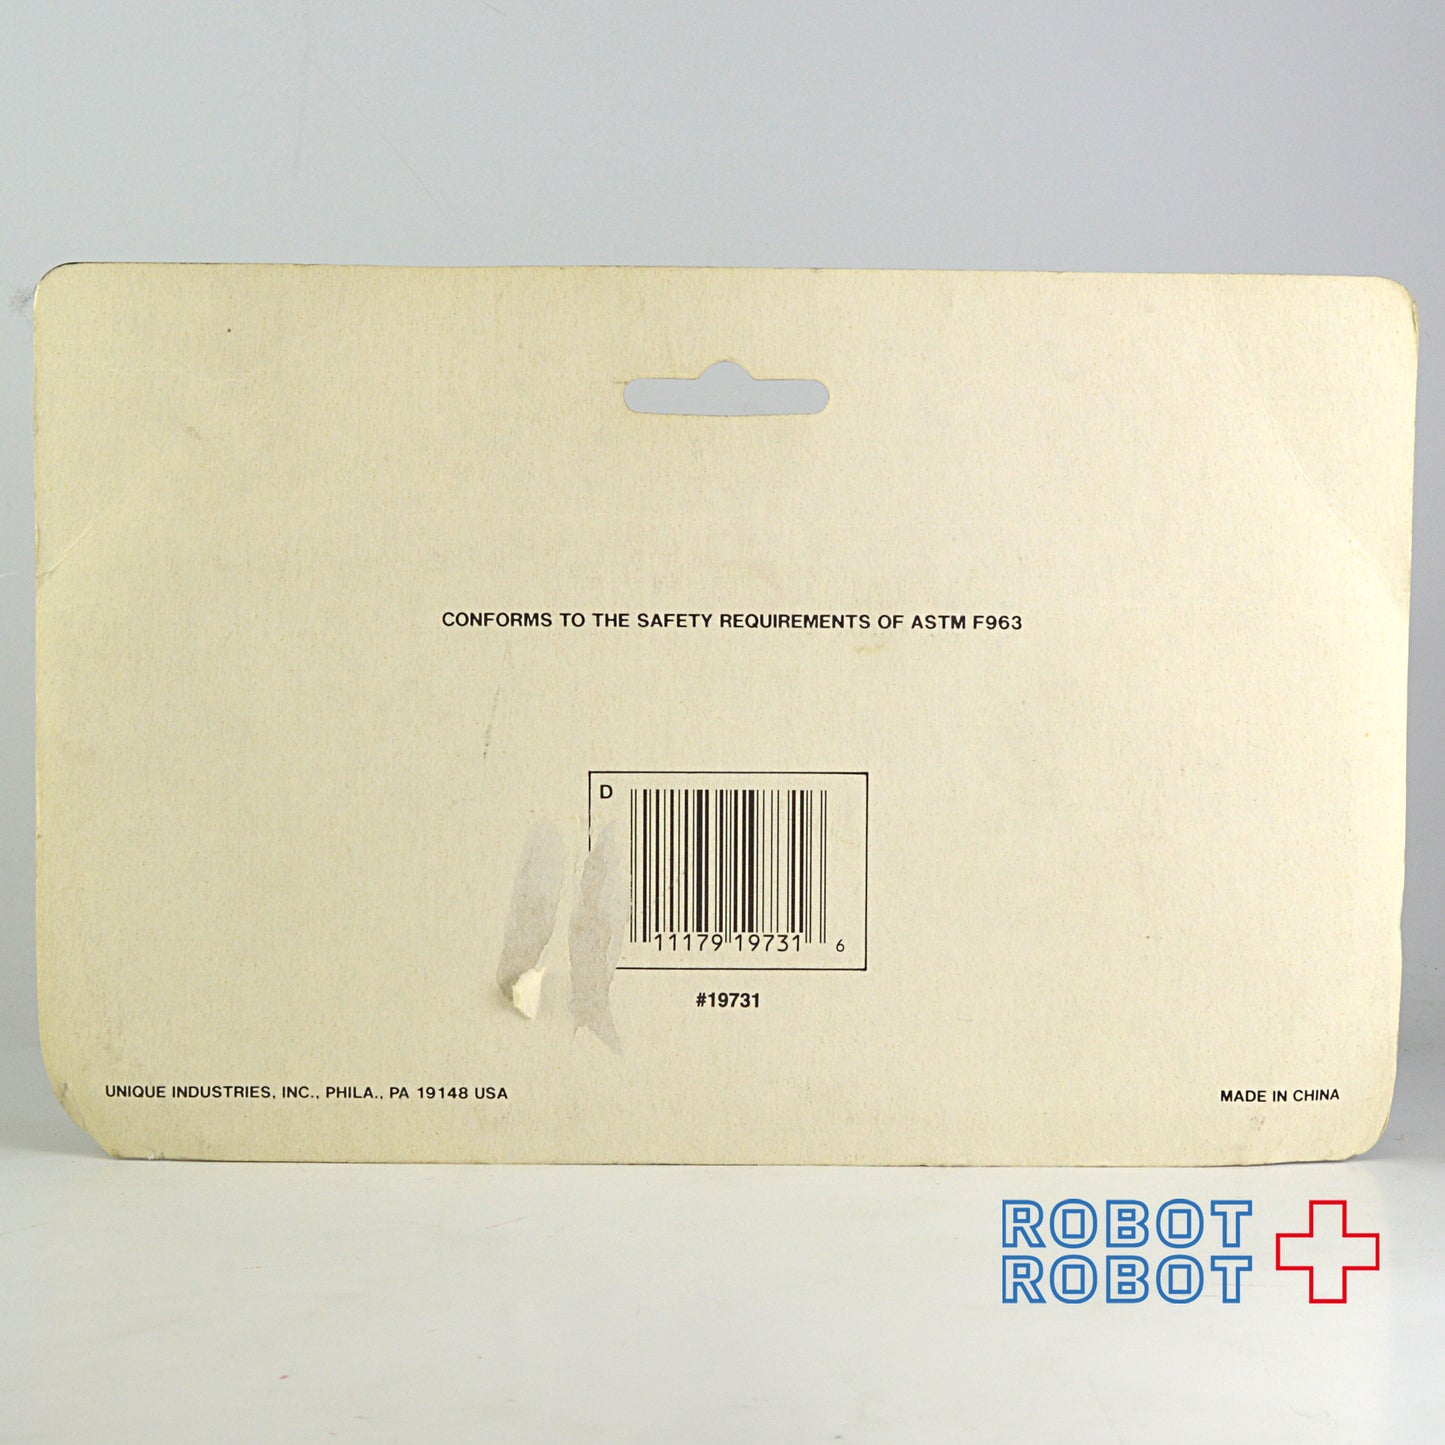 CONFORMS TO THE SAFETY REQUIREMENTS OF ASTM F963
D
11179 19731 6
#19731
UNIQUE INDUSTRIES, INC., PHILA., PA 19148 USA
MADE IN CHINA
ROBOT
ROBOT